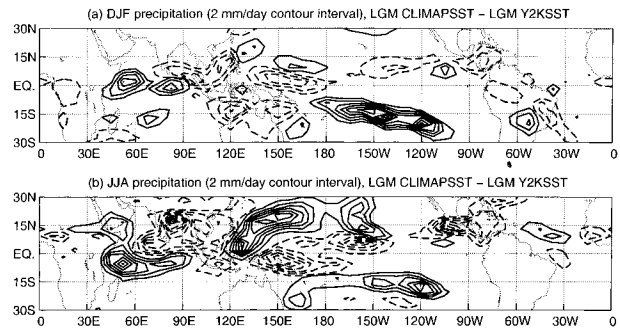 (a) DJF precipitation (2 mm/day contour interval), LGM CLIMAPSST – LGM Y2KSST
30N
15N
EQ.
15S
30S
0 30E 60E 90E 120E 150E 180 150W 120W 90W 60W 30W 0
(b) JJA precipitation (2 mm/day contour interval), LGM CLIMAPSST – LGM Y2KSST
30N
15N
EQ.
15S
30S
0 30E 60E 90E 120E 150E 180 150W 120W 90W 60W 30W 0